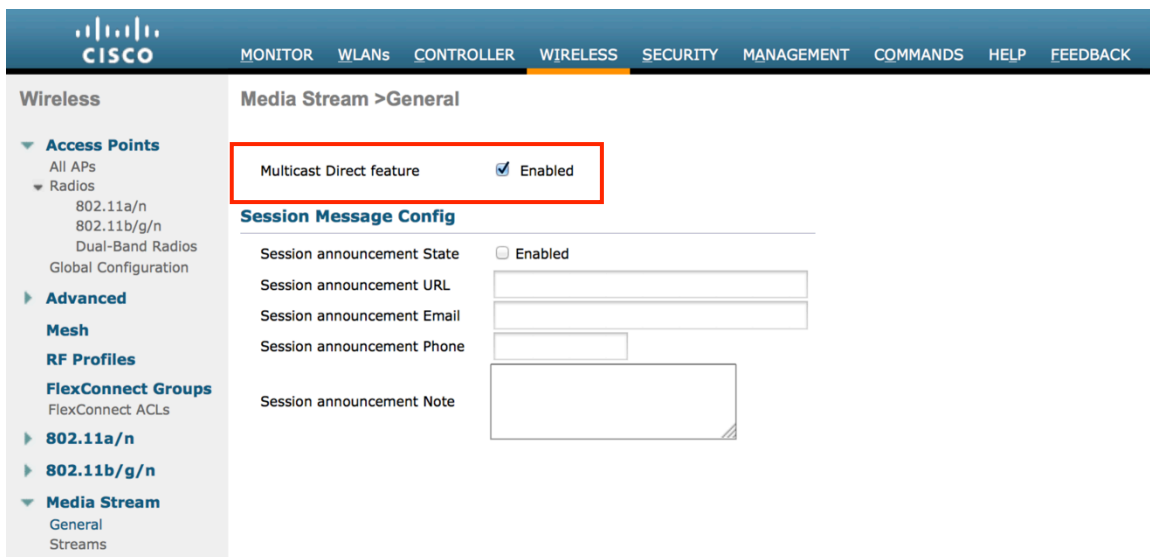 CISCO
MONITOR WLANs CONTROLLER WIRELESS SECURITY MANAGEMENT COMMANDS HELP FEEDBACK
Wireless
Access Points
All APs
Radios
802.11a/n
802.11b/g/n
Dual-Band Radios
Global Configuration
Advanced
Mesh
RF Profiles
FlexConnect Groups
FlexConnect ACLs
802.11a/n
802.11b/g/n
Media Stream
General
Streams
Media Stream >General
Multicast Direct feature Enabled
Session Message Config
Session announcement State Enabled
Session announcement URL
Session announcement Email
Session announcement Phone
Session announcement Note